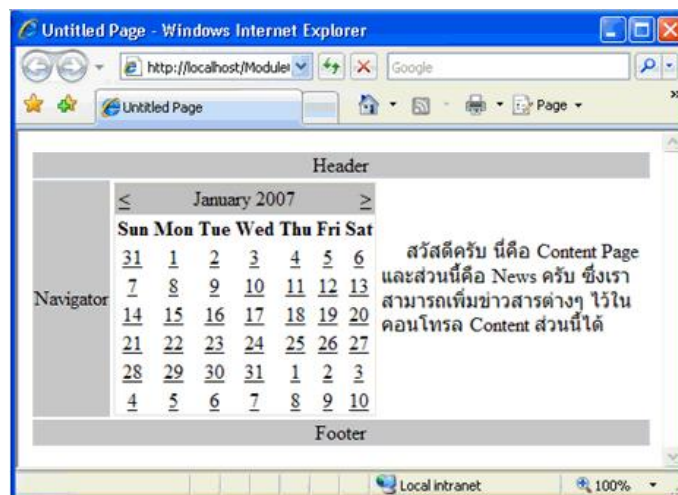 Untitled Page - Windows Internet Explorer
http://localhost/Module
Google
Untitled Page
Page
Header
Navigator
< January 2007 >
Sun Mon Tue Wed Thu Fri Sat
31 1 2 3 4 5 6
7 8 9 10 11 12 13
14 15 16 17 18 19 20
21 22 23 24 25 26 27
28 29 30 31 1 2 3
4 5 6 7 8 9 10
สวัสดีครับ นี่คือ Content Page
และส่วนนี้คือ News ครับ ซึ่งเรา
สามารถเพิ่มข่าวสารต่างๆ ไว้ใน
คอนโทรล Content ส่วนนี้ได้
Footer
Local intranet
100%